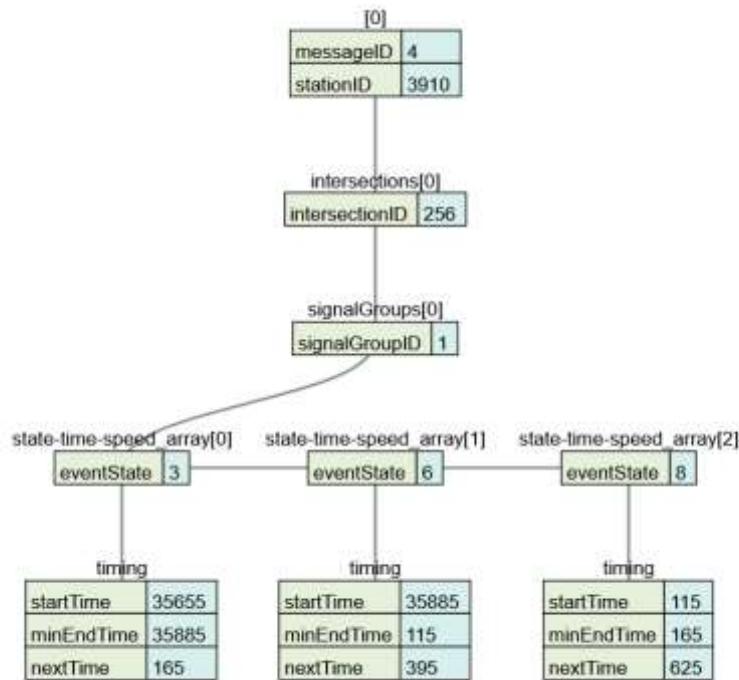 [0]
messageID 4
stationID 3910
intersections[0]
intersectionID 256
signalGroups[0]
signalGroupID 1
state-time-speed_array[0] state-time-speed_array[1] state-time-speed_array[2]
eventState 3 eventState 6 eventState 8
timing timing timing
startTime 35655 startTime 35885 startTime 115
minEndTime 35885 minEndTime 115 minEndTime 165
nextTime 165 nextTime 395 nextTime 625